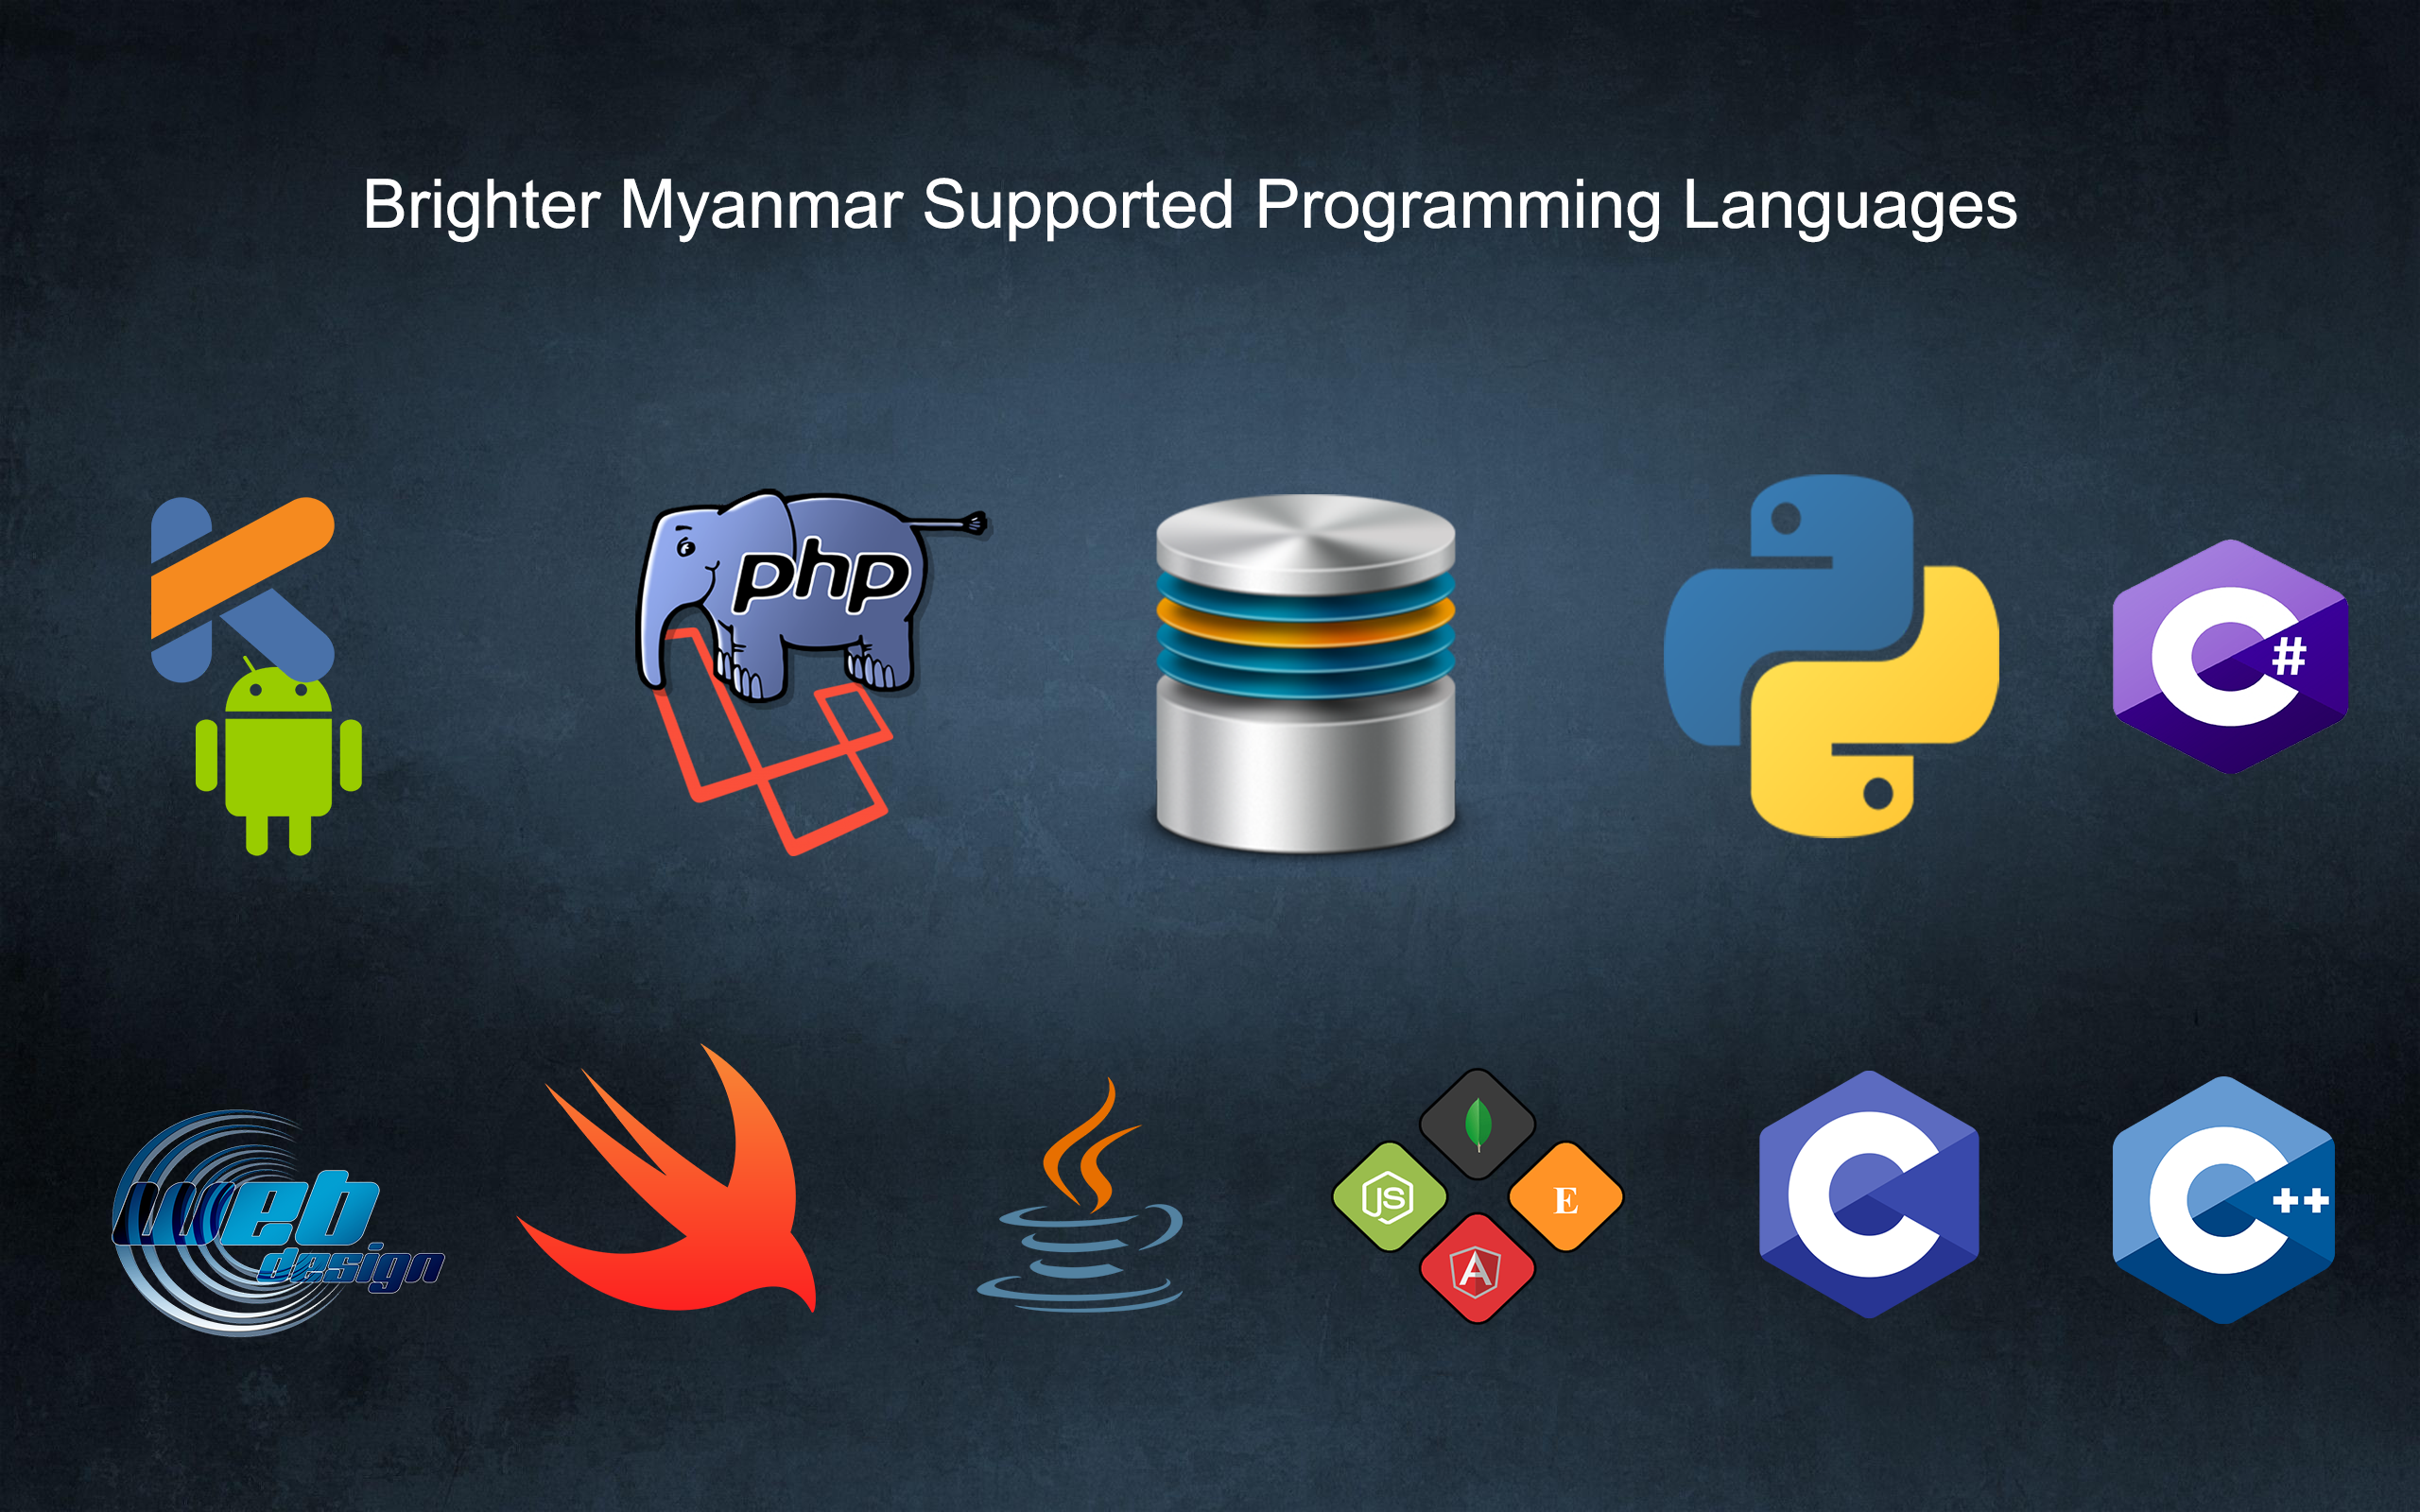 Brighter Myanmar Supported Programming Languages
php
C#
web
design
JS
E
A
C
C++